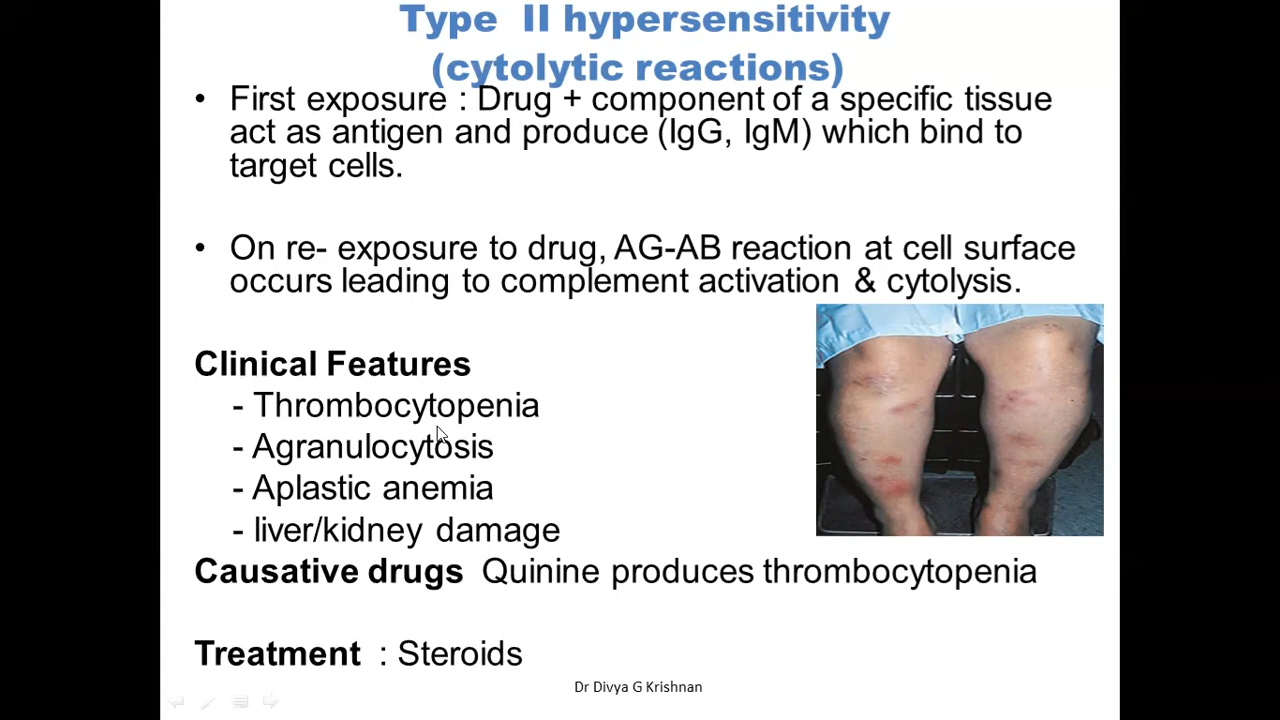 Type II hypersensitivity
(cytolytic reactions)
• First exposure : Drug + component of a specific tissue
act as antigen and produce (IgG, IgM) which bind to
target cells.
• On re- exposure to drug, AG-AB reaction at cell surface
occurs leading to complement activation & cytolysis.
Clinical Features
- Thrombocytopenia
- Agranulocytosis
- Aplastic anemia
- liver/kidney damage
Causative drugs Quinine produces thrombocytopenia
Treatment : Steroids
Dr Divya G Krishnan